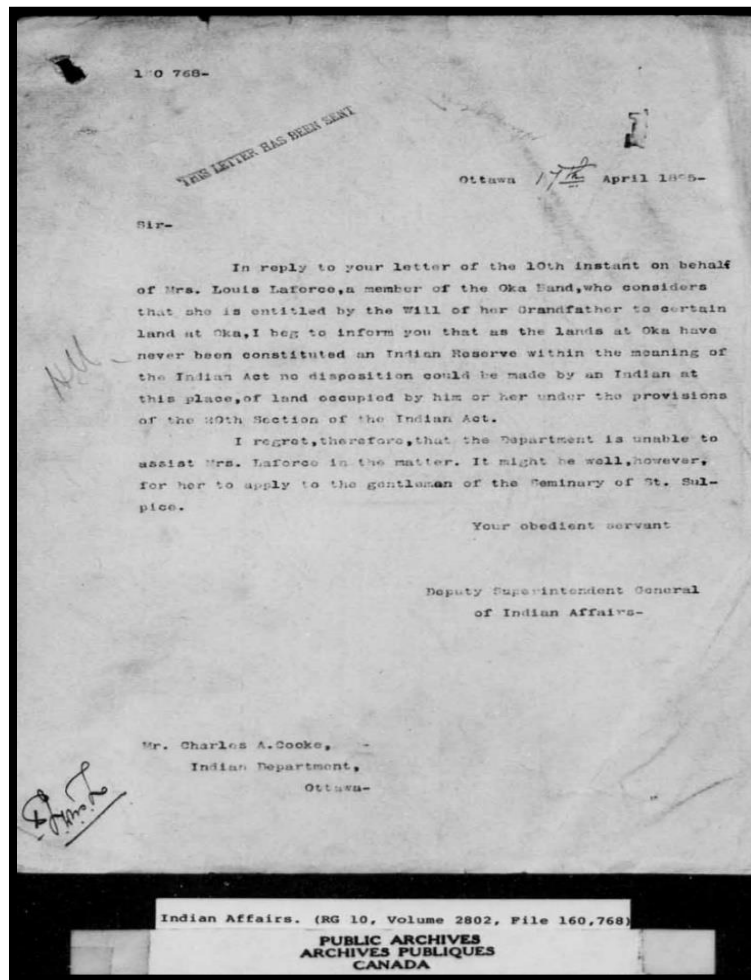 160 768-
THIS LETTER HAS BEEN SENT
Ottawa 17th April 1895-
Sir-
In reply to your letter of the 10th instant on behalf
of Mrs. Louis Laforce,a member of the Oka Band,who considers
that she is entitled by the Will of her Grandfather to certain
land at Oka,I beg to inform you that as the lands at Oka have
never been constituted an Indian Reserve within the meaning of
the Indian Act no disposition could be made by an Indian at
this place,of land occupied by him or her under the provisions
of the 20th Section of the Indian Act.
I regret,therefore,that the Department is unable to
assist Mrs. Laforce in the matter. It might be well,however,
for her to apply to the gentleman of the Seminary of St. Sul-
pice.
Your obedient servant
Deputy Superintendent General
of Indian Affairs-
Mr. Charles A.Cooke, -
Indian Department,
Ottawa-
Indian Affairs. (RG 10, Volume 2802, File 160,768)
PUBLIC ARCHIVES
ARCHIVES PUBLIQUES
CANADA